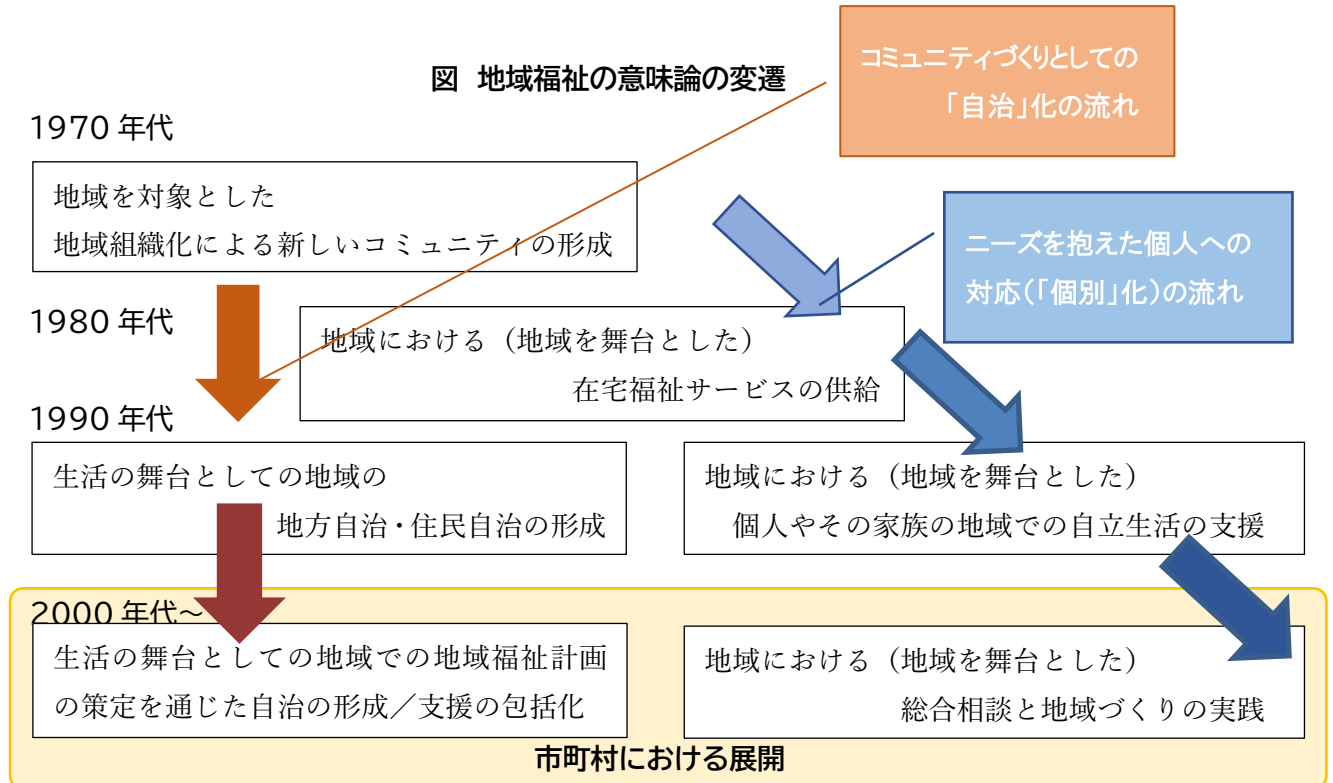 図 地域福祉の意味論の変遷
コミュニティづくりとしての
「自治」化の流れ
1970 年代
地域を対象とした
地域組織化による新しいコミュニティの形成
ニーズを抱えた個人への
対応(「個別」化)の流れ
1980 年代
地域における（地域を舞台とした）
在宅福祉サービスの供給
1990 年代
生活の舞台としての地域の
地方自治・住民自治の形成
地域における（地域を舞台とした）
個人やその家族の地域での自立生活の支援
2000 年代～
生活の舞台としての地域での地域福祉計画
の策定を通じた自治の形成／支援の包括化
地域における（地域を舞台とした）
総合相談と地域づくりの実践
市町村における展開